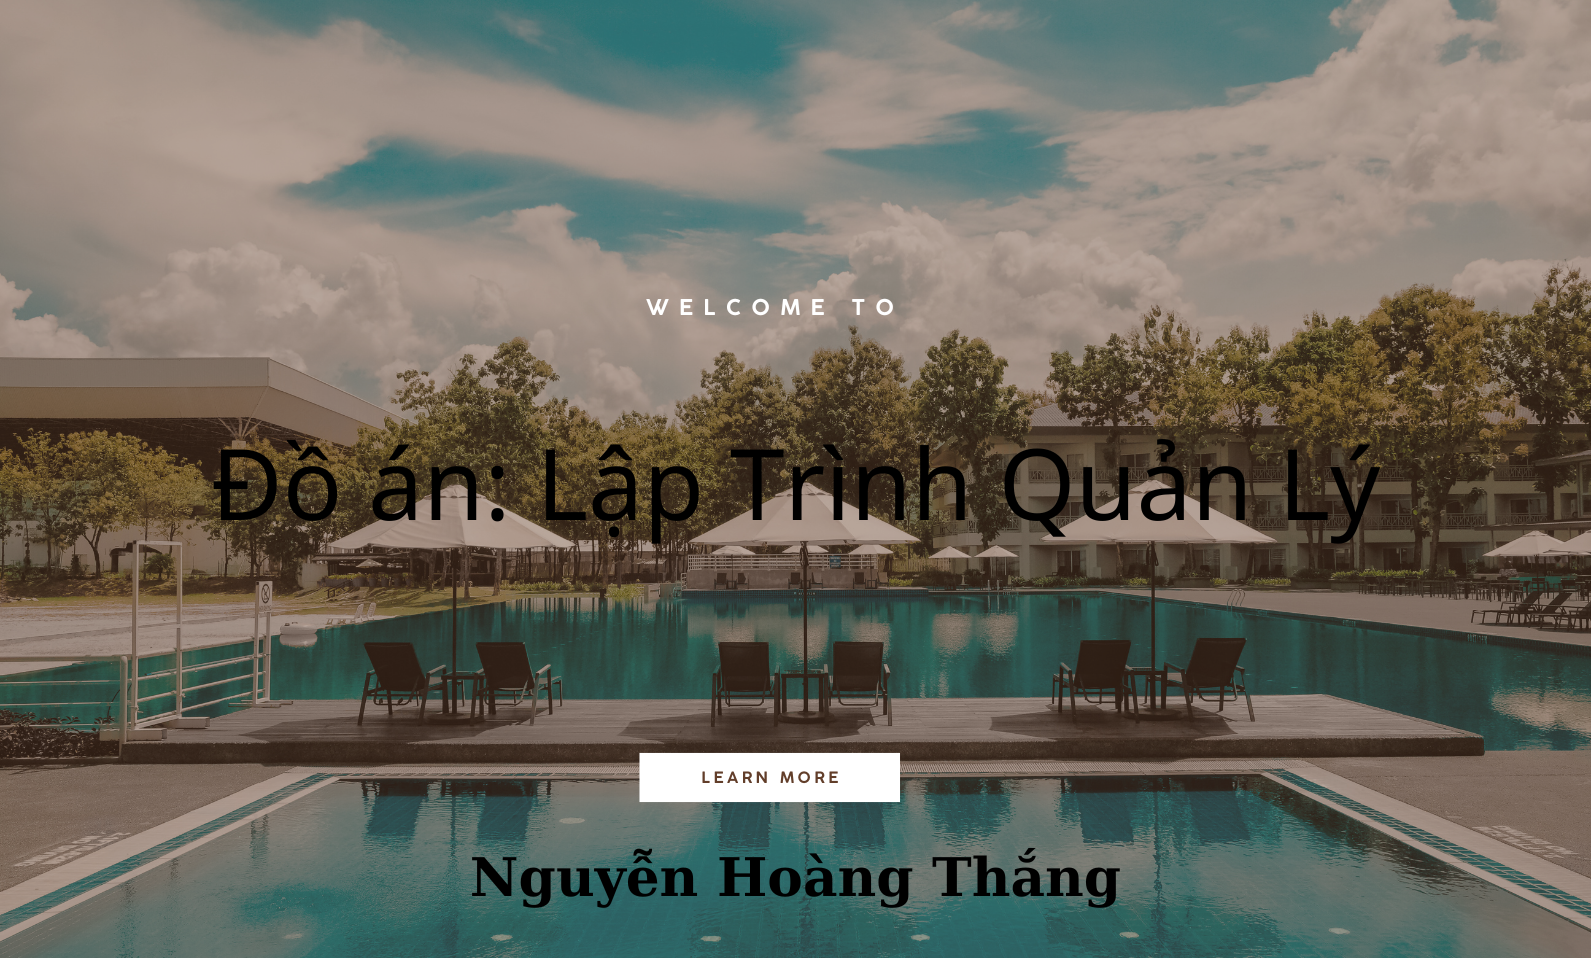 WELCOME TO
Đồ án: Lập Trình Quản Lý
LEARN MORE
Nguyễn Hoàng Thắng